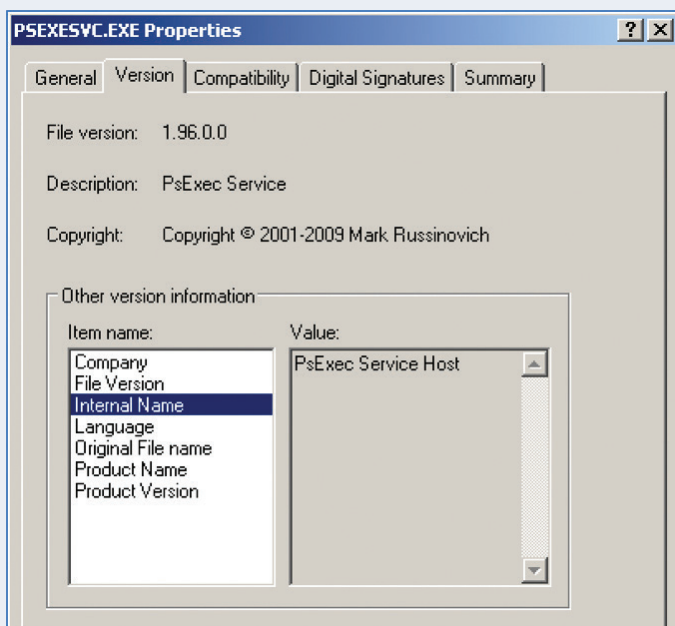 PSEXESVC.EXE Properties
General Version Compatibility Digital Signatures Summary
File version: 1.96.0.0
Description: PsExec Service
Copyright: Copyright © 2001-2009 Mark Russinovich
Other version information
Item name: Value:
Company PsExec Service Host
File Version
Internal Name
Language
Original File name
Product Name
Product Version